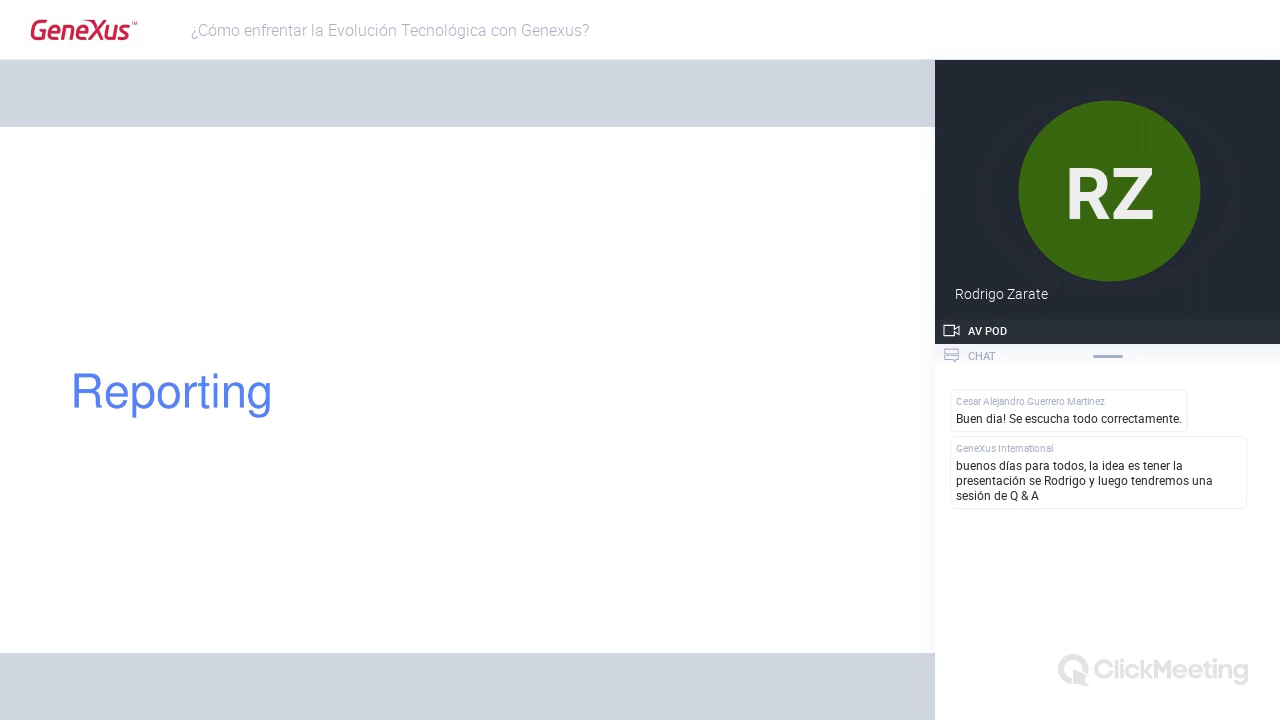 GeneXus™
¿Cómo enfrentar la Evolución Tecnológica con Genexus?
Reporting
RZ
Rodrigo Zarate
AV POD
CHAT
Cesar Alejandro Guerrero Martinez
Buen dia! Se escucha todo correctamente.
GeneXus International
buenos días para todos, la idea es tener la
presentación se Rodrigo y luego tendremos una
sesión de Q & A
ClickMeeting